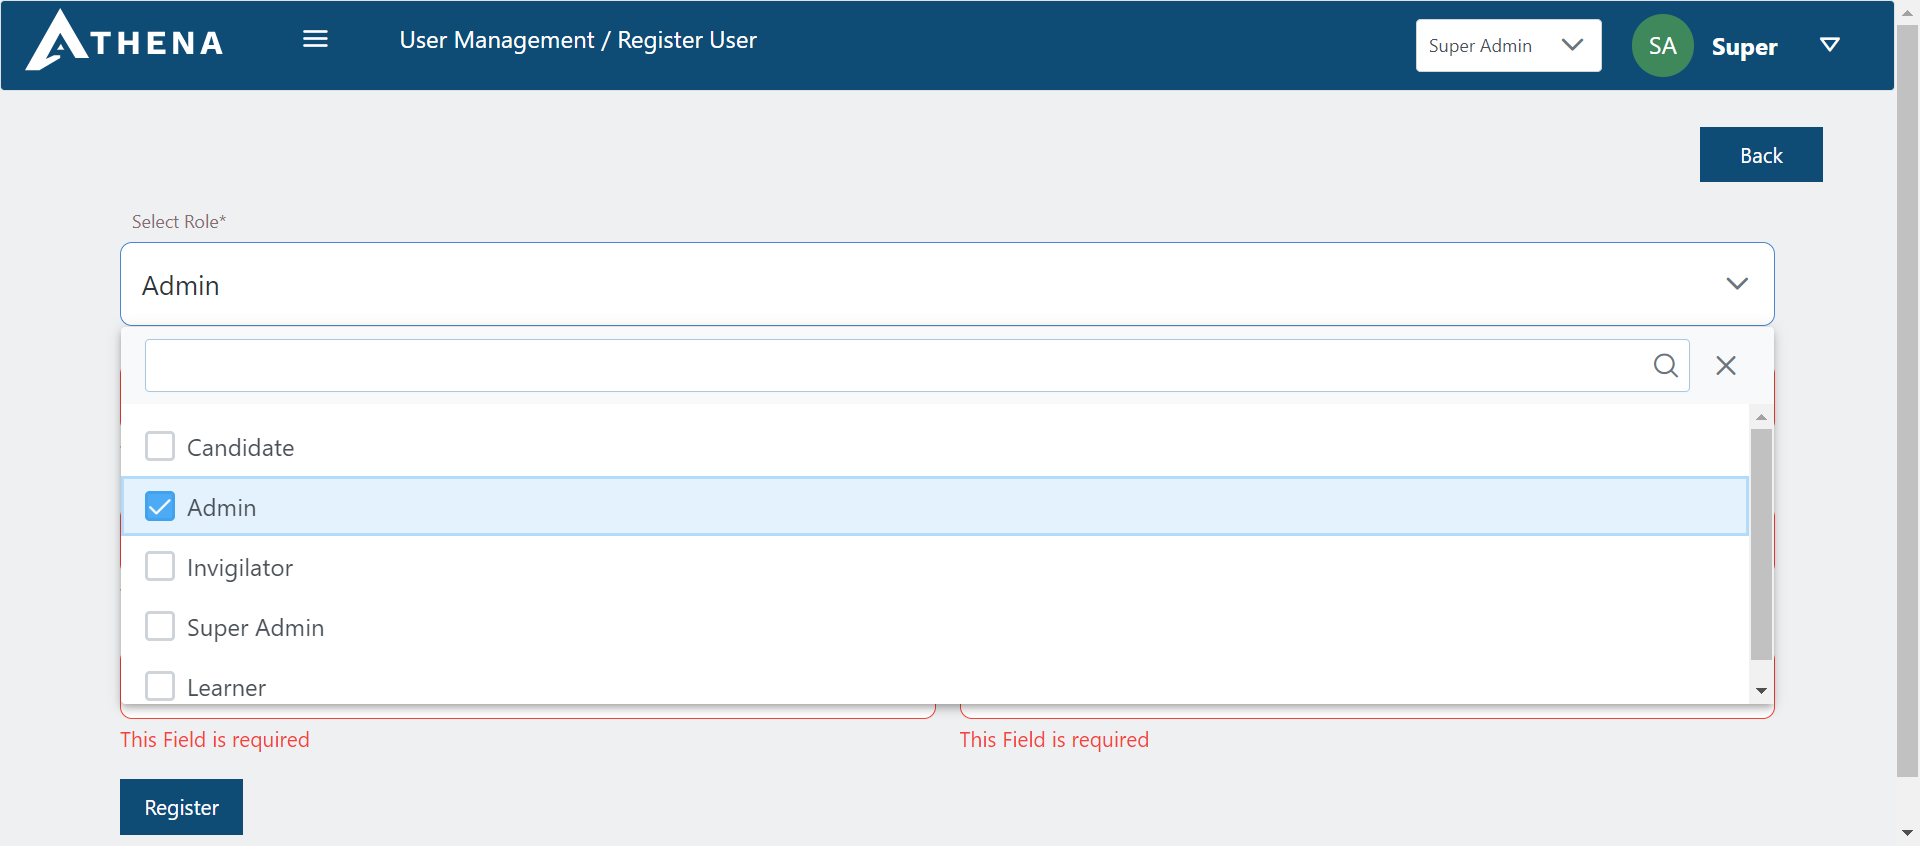 ATHENA
User Management / Register User
Super Admin
SA
Super
Back
Select Role*
Admin
Candidate
Admin
Invigilator
Super Admin
Learner
This Field is required
This Field is required
Register